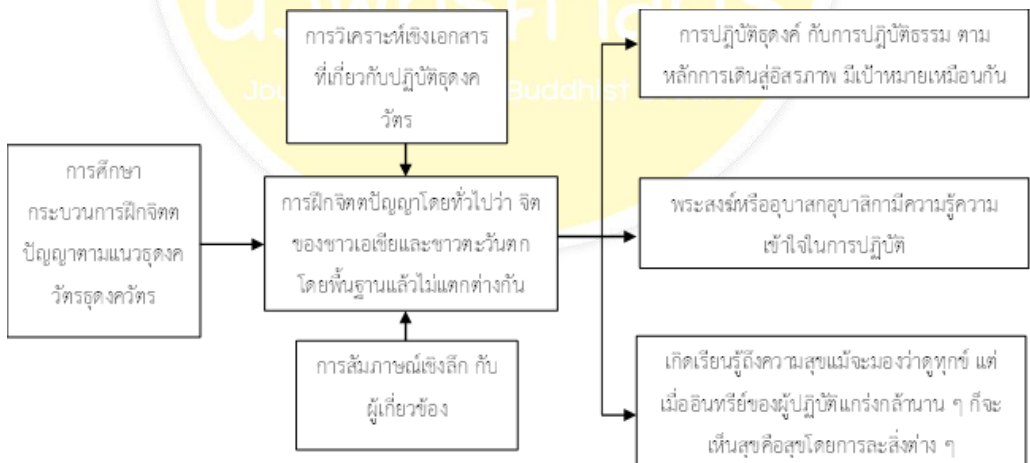 การวิเคราะห์เชิงเอกสาร
ที่เกี่ยวกับปฏิบัติธุดงค
วัตร
การปฏิบัติธุดงค์ กับการปฏิบัติธรรม ตาม
หลักการเดินสู่อิสรภาพ มีเป้าหมายเหมือนกัน
การศึกษา
กระบวนการฝึกจิตต
ปัญญาตามแนวธุดงค
วัตรธุดงควัตร
การฝึกจิตตปัญญาโดยทั่วไปว่า จิต
ของชาวเอเชียและชาวตะวันตก
โดยพื้นฐานแล้วไม่แตกต่างกัน
พระสงฆ์หรืออุบาสกอุบาสิกามีความรู้ความ
เข้าใจในการปฏิบัติ
การสัมภาษณ์เชิงลึก กับ
ผู้เกี่ยวข้อง
เกิดเรียนรู้ถึงความสุขแม้จะมองว่าดูทุกข์ แต่
เมื่ออินทรีย์ของผู้ปฏิบัติแกร่งกล้านาน ๆ ก็จะ
เห็นสุขคือสุขโดยการละสิ่งต่าง ๆ